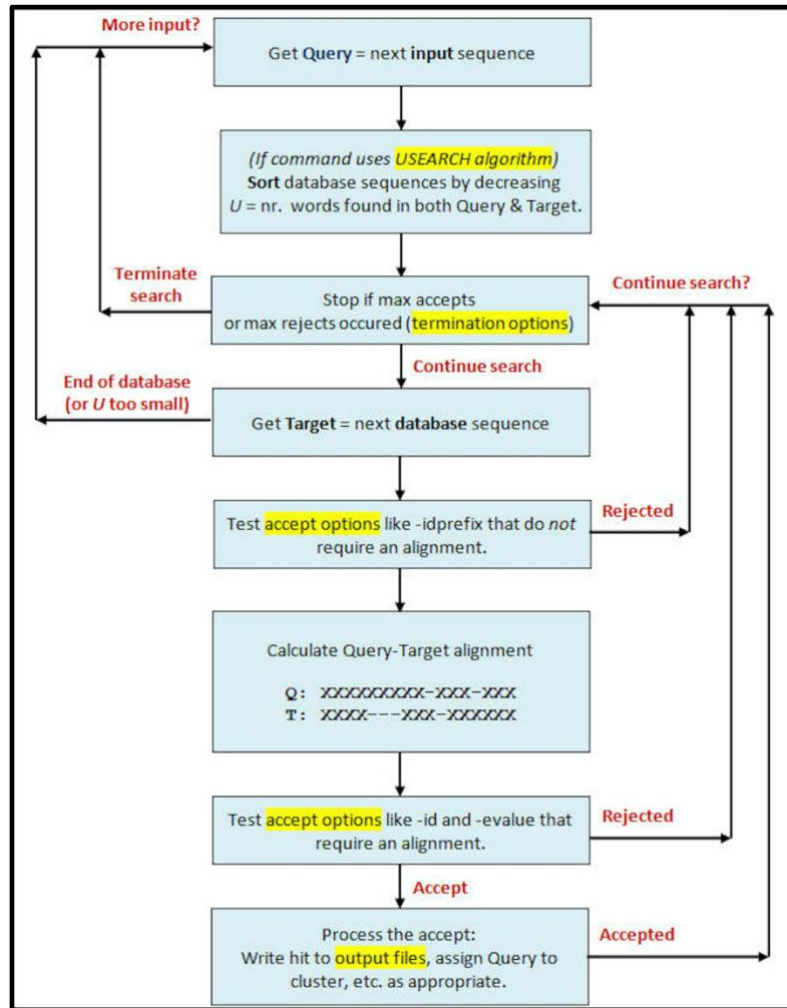 More input?
Get Query = next input sequence
(If command uses USEARCH algorithm)
Sort database sequences by decreasing
U = nr. words found in both Query & Target.
Terminate
search
Continue search?
Stop if max accepts
or max rejects occured (termination options)
Continue search
End of database
(or U too small)
Get Target = next database sequence
Test accept options like -idprefix that do not
require an alignment.
Rejected
Calculate Query-Target alignment
Q: XXXXXXXXX-XXX-XXX
T: XXXX---XXX-XXXXXX
Test accept options like -id and -evalue that
require an alignment.
Rejected
Accept
Process the accept:
Write hit to output files, assign Query to
cluster, etc. as appropriate.
Accepted